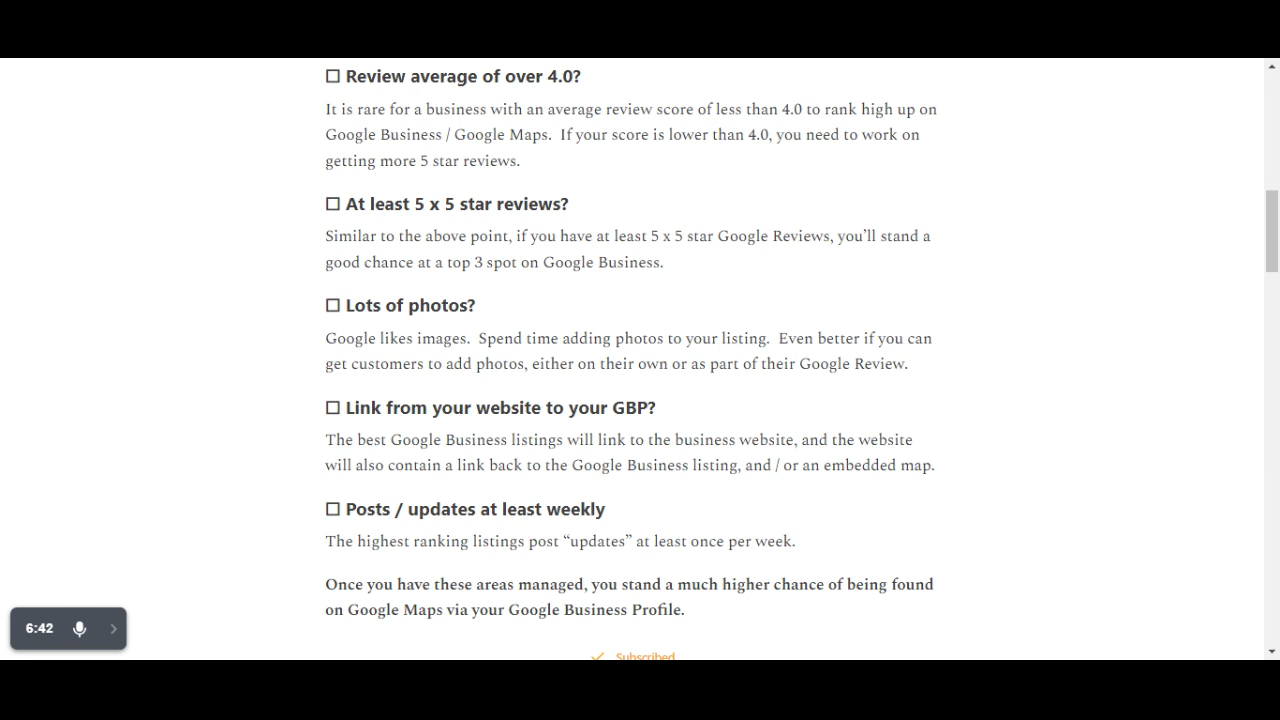 ☐ Review average of over 4.0?
It is rare for a business with an average review score of less than 4.0 to rank high up on
Google Business / Google Maps.  If your score is lower than 4.0, you need to work on
getting more 5 star reviews.
☐ At least 5 x 5 star reviews?
Similar to the above point, if you have at least 5 x 5 star Google Reviews, you’ll stand a
good chance at a top 3 spot on Google Business.
☐ Lots of photos?
Google likes images.  Spend time adding photos to your listing.  Even better if you can
get customers to add photos, either on their own or as part of their Google Review.
☐ Link from your website to your GBP?
The best Google Business listings will link to the business website, and the website
will also contain a link back to the Google Business listing, and / or an embedded map.
☐ Posts / updates at least weekly
The highest ranking listings post “updates” at least once per week.
Once you have these areas managed, you stand a much higher chance of being found
on Google Maps via your Google Business Profile.
6:42
Subscribed